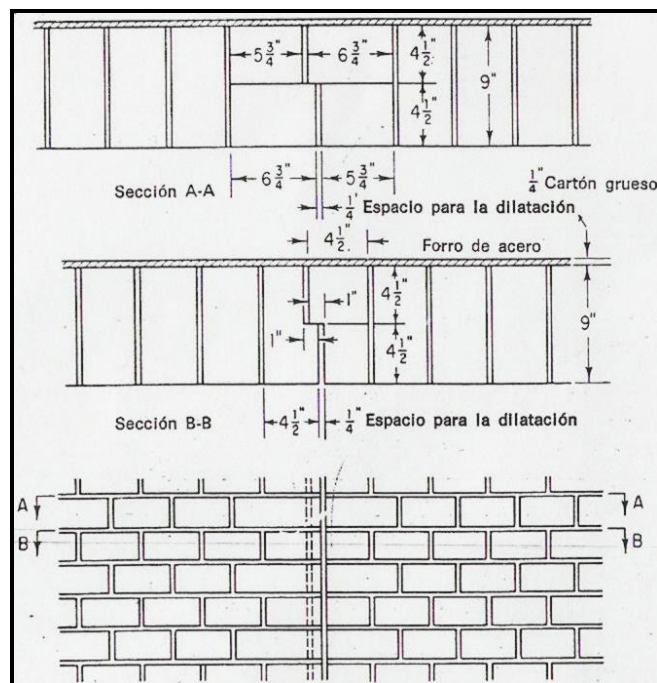 5 3/4" 6 3/4" 4 1/2" 9"
4 1/2"
6 3/4" 5 3/4"
Sección A-A
1/4" Cartón grueso
1/4' Espacio para la dilatación
4 1/2" Forro de acero
1" 4 1/2" 9"
1" 4 1/2"
Sección B-B 4 1/2" 1/4" Espacio para la dilatación
A A
B B